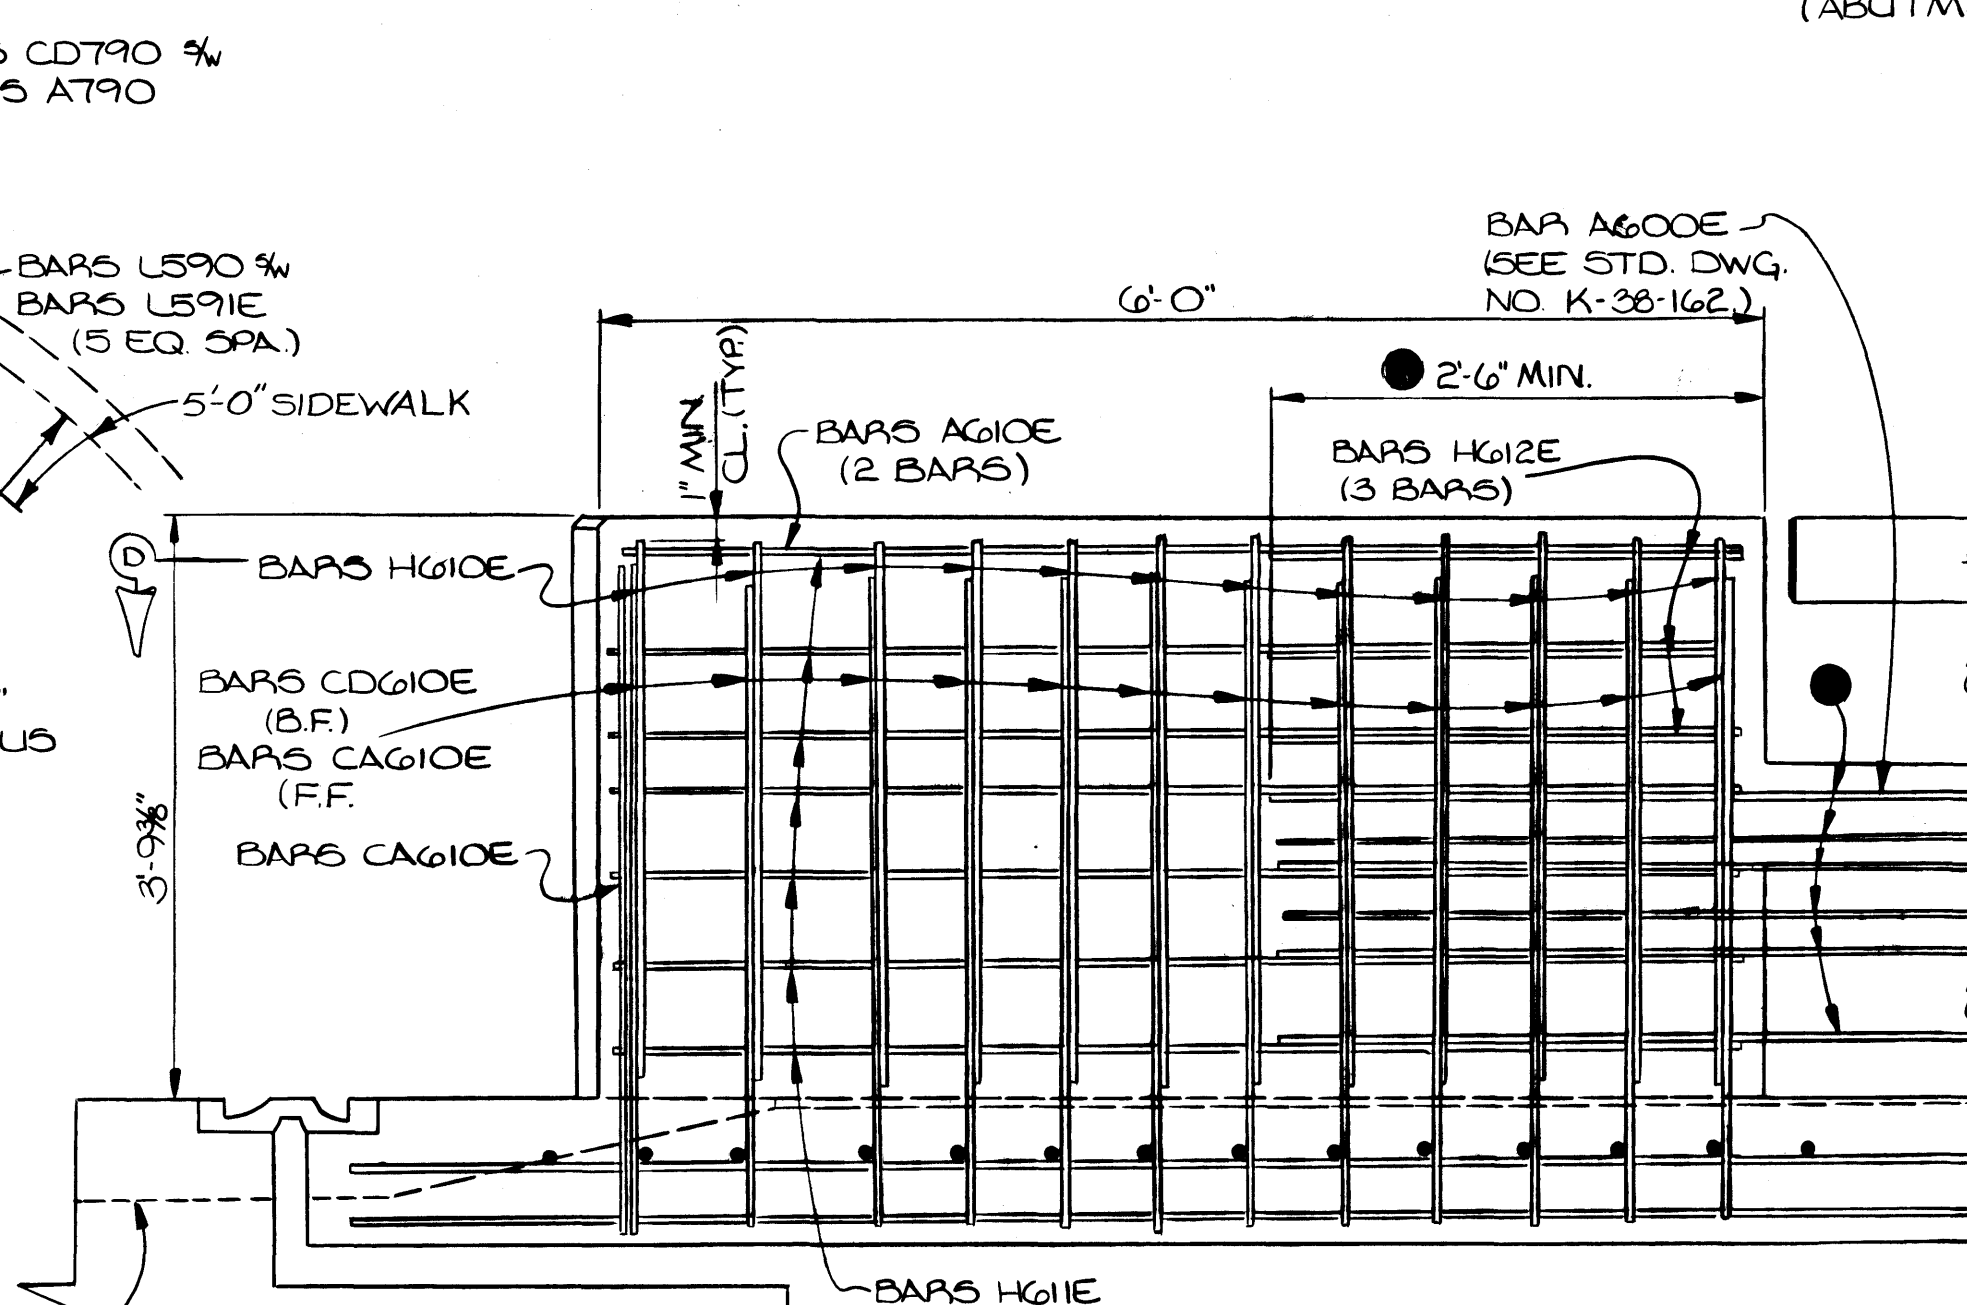 (ABUTM
CD790 S/W
S A790
BARS L590 S/W
BARS L591E
(5 EQ. SPA.)
5'-0" SIDEWALK
BAR A600E
(SEE STD. DWG.
NO. K-38-162.)
6'-0"
2'-6" MIN.
1" MIN
CL. (TYP.)
BARS A610E
(2 BARS)
BARS H612E
(3 BARS)
D
BARS H610E
BARS CD610E
(B.F.)
BARS CA610E
(F.F.
US
3'-9⅜"
BARS CA610E
BARS H611E